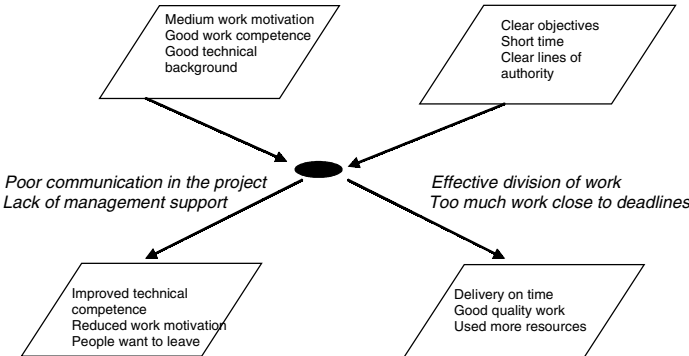 Medium work motivation
Good work competence
Good technical
background
Clear objectives
Short time
Clear lines of
authority
Poor communication in the project
Lack of management support
Effective division of work
Too much work close to deadlines
Improved technical
competence
Reduced work motivation
People want to leave
Delivery on time
Good quality work
Used more resources